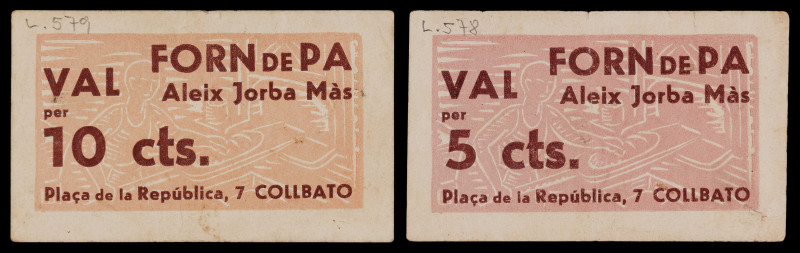 L.579
FORN DE PA
VAL Aleix Jorba Màs
per
10 cts.
Plaça de la República, 7 COLLBATO
L.578
FORN DE PA
VAL Aleix Jorba Màs
per
5 cts.
Plaça de la República, 7 COLLBATO